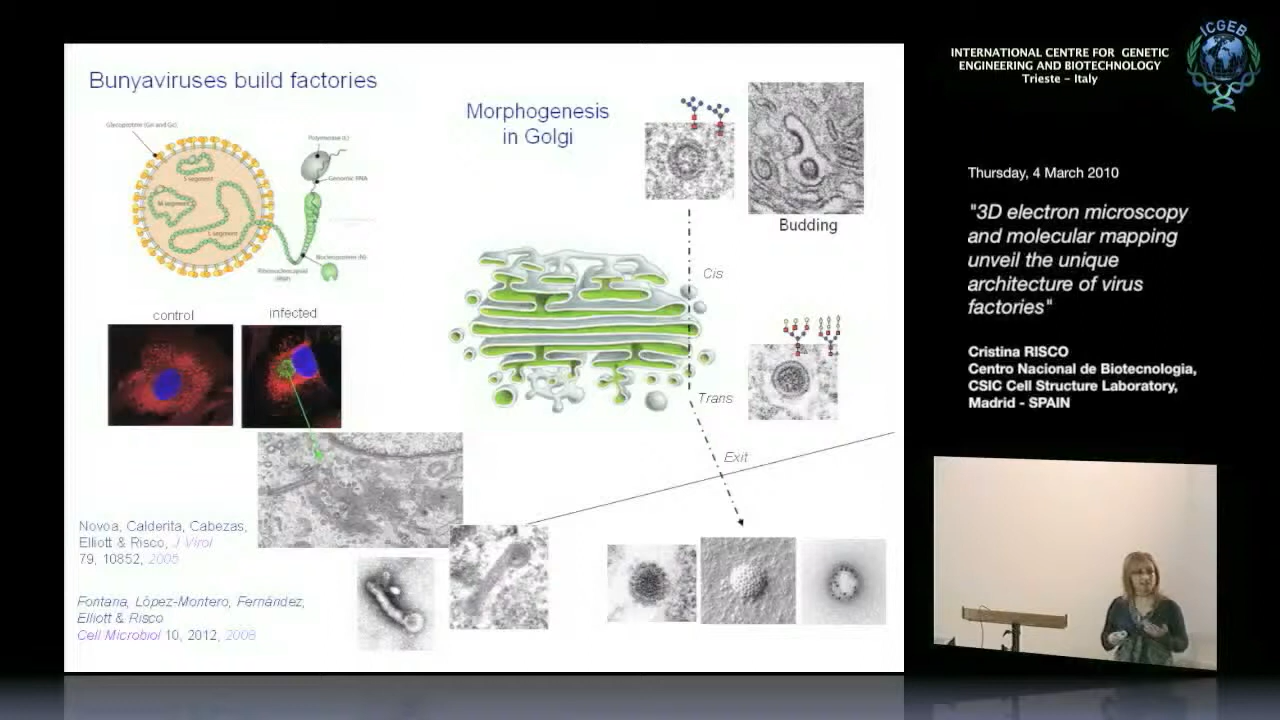 Bunyaviruses build factories
Glycoproteins (Gn and Gc)
Polymerase (L)
Genomic RNA
S segment
M segment
L segment
Nucleoprotein (N)
Ribonucleocapsid
(RNP)
Morphogenesis
in Golgi
Budding
Cis
Trans
Exit
control
infected
Novoa, Calderita, Cabezas,
Elliott & Risco, J Virol
79, 10852, 2005
Fontana, López-Montero, Fernández,
Elliott & Risco
Cell Microbiol 10, 2012, 2008
INTERNATIONAL CENTRE FOR GENETIC
ENGINEERING AND BIOTECHNOLOGY
Trieste – Italy
ICGEB
Thursday, 4 March 2010
"3D electron microscopy
and molecular mapping
unveil the unique
architecture of virus
factories"
Cristina RISCO
Centro Nacional de Biotecnologia,
CSIC Cell Structure Laboratory,
Madrid - SPAIN